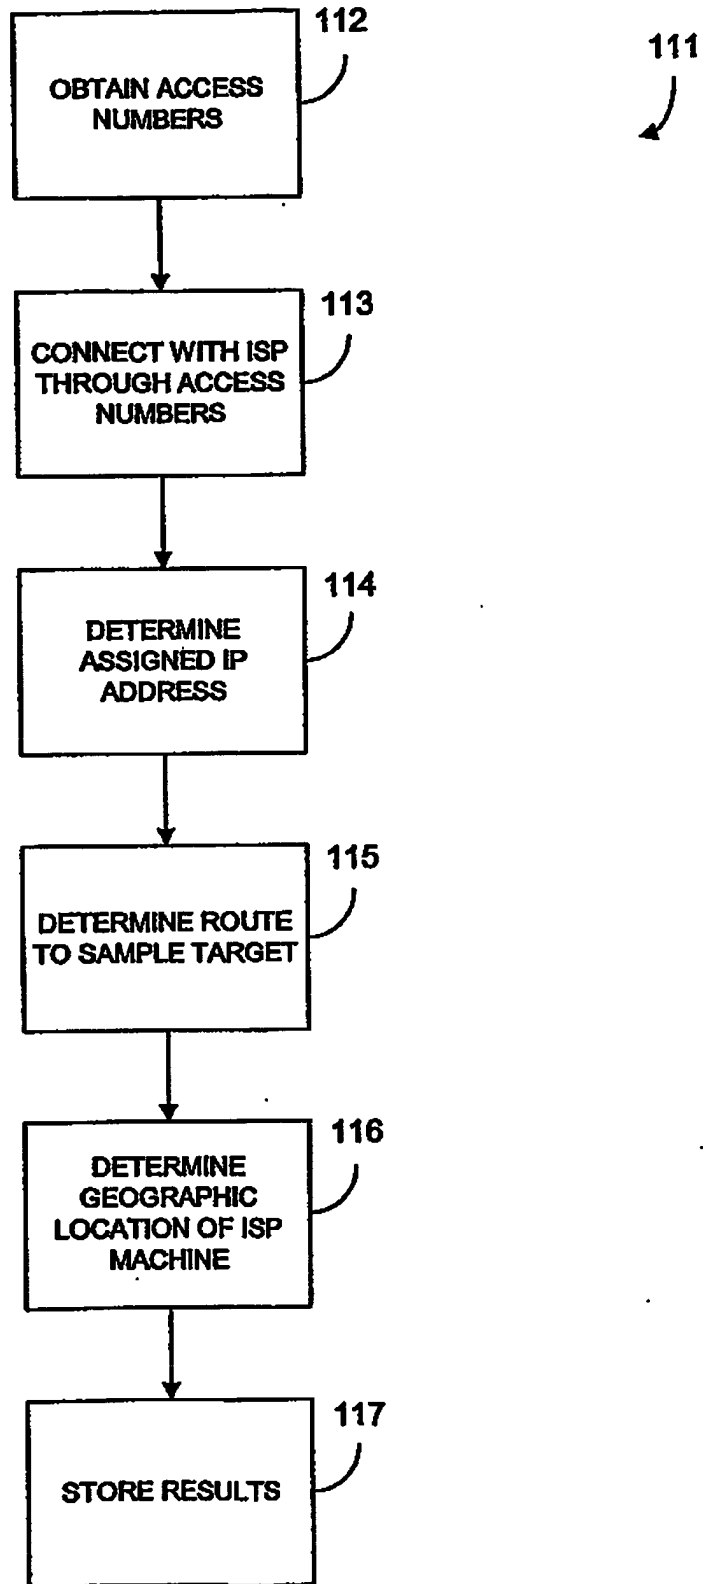 112
111
OBTAIN ACCESS
NUMBERS
113
CONNECT WITH ISP
THROUGH ACCESS
NUMBERS
114
DETERMINE
ASSIGNED IP
ADDRESS
115
DETERMINE ROUTE
TO SAMPLE TARGET
116
DETERMINE
GEOGRAPHIC
LOCATION OF ISP
MACHINE
117
STORE RESULTS